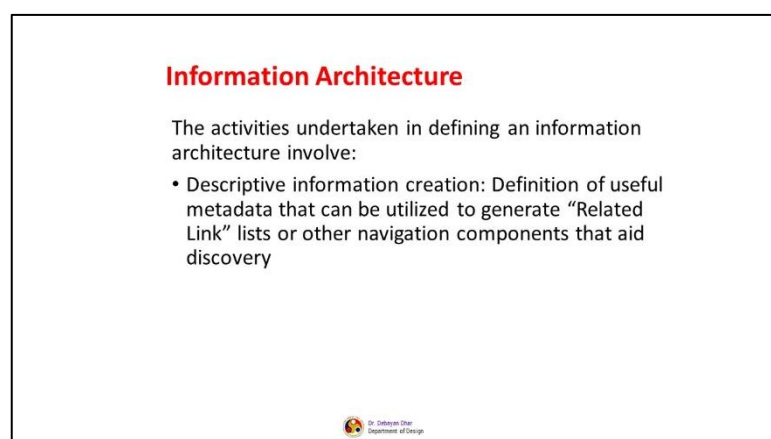 Information Architecture
The activities undertaken in defining an information
architecture involve:
• Descriptive information creation: Definition of useful
metadata that can be utilized to generate “Related
Link” lists or other navigation components that aid
discovery
Dr. Debayan Dhar
Department of Design